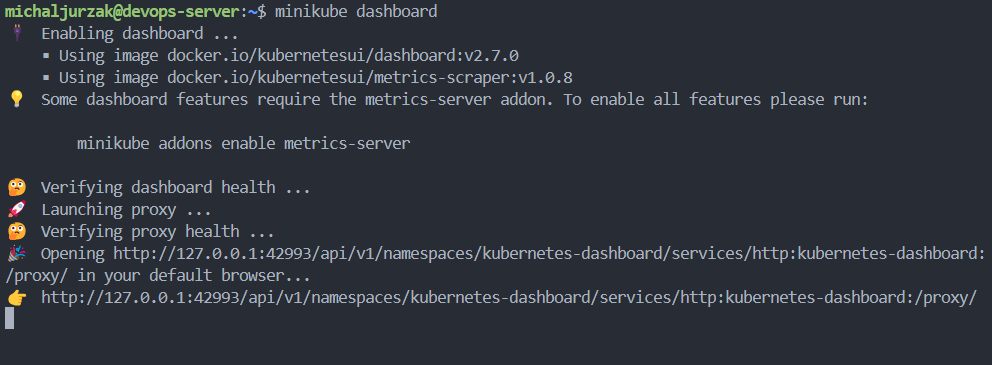 michaljurzak@devops-server:~$ minikube dashboard
🔌 Enabling dashboard ...
▪ Using image docker.io/kubernetesui/dashboard:v2.7.0
▪ Using image docker.io/kubernetesui/metrics-scraper:v1.0.8
💡 Some dashboard features require the metrics-server addon. To enable all features please run:
minikube addons enable metrics-server
🤔 Verifying dashboard health ...
🚀 Launching proxy ...
🤔 Verifying proxy health ...
🎉 Opening http://127.0.0.1:42993/api/v1/namespaces/kubernetes-dashboard/services/http:kubernetes-dashboard:
/proxy/ in your default browser...
👉 http://127.0.0.1:42993/api/v1/namespaces/kubernetes-dashboard/services/http:kubernetes-dashboard:/proxy/